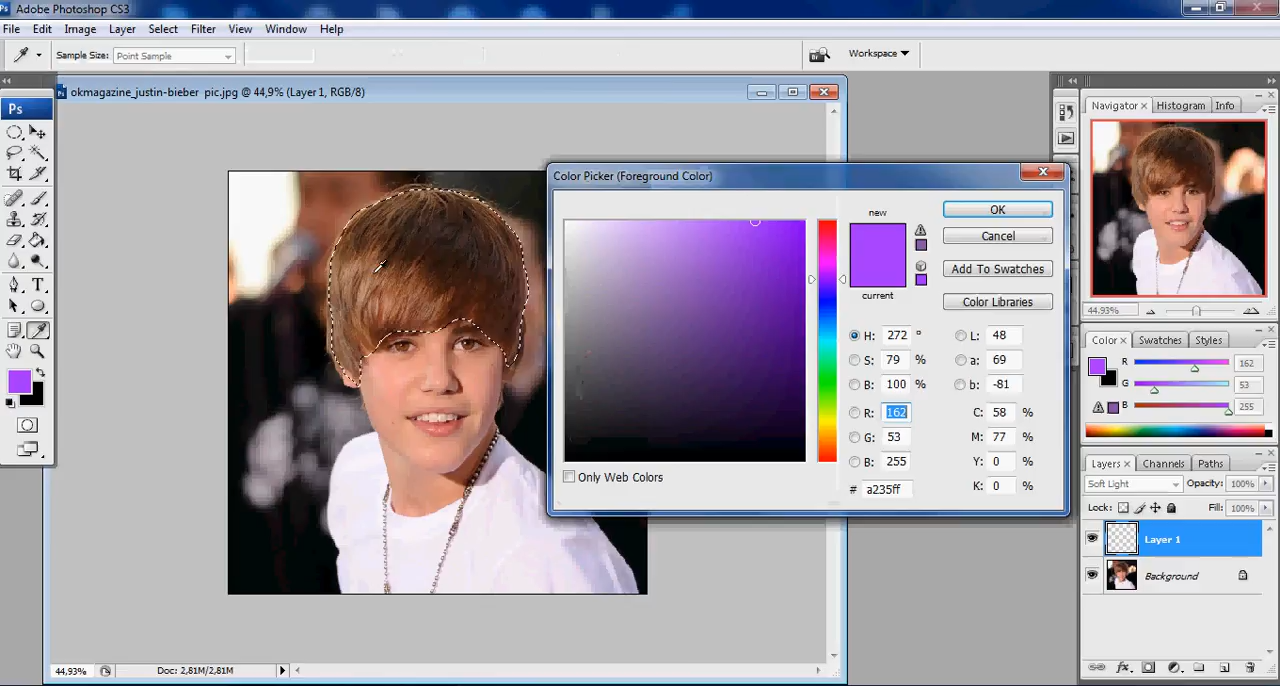 Ps Adobe Photoshop CS3
File Edit Image Layer Select Filter View Window Help
Sample Size: Point Sample Workspace
okmagazine_justin-bieber pic.jpg @ 44,9% (Layer 1, RGB/8)
Ps
T
Navigator Histogram Info
44.93%
Color Picker (Foreground Color)
new
current
OK
Cancel
Add To Swatches
Color Libraries
H: 272 °
S: 79 %
B: 100 %
R: 162
G: 53
B: 255
# a235ff
L: 48
a: 69
b: -81
C: 58 %
M: 77 %
Y: 0 %
K: 0 %
Only Web Colors
Color Swatches Styles
R 162
G 53
B 255
Layers Channels Paths
Soft Light Opacity: 100%
Lock: Fill: 100%
Layer 1
Background
fx
44,93% Doc: 2,81M/2,81M